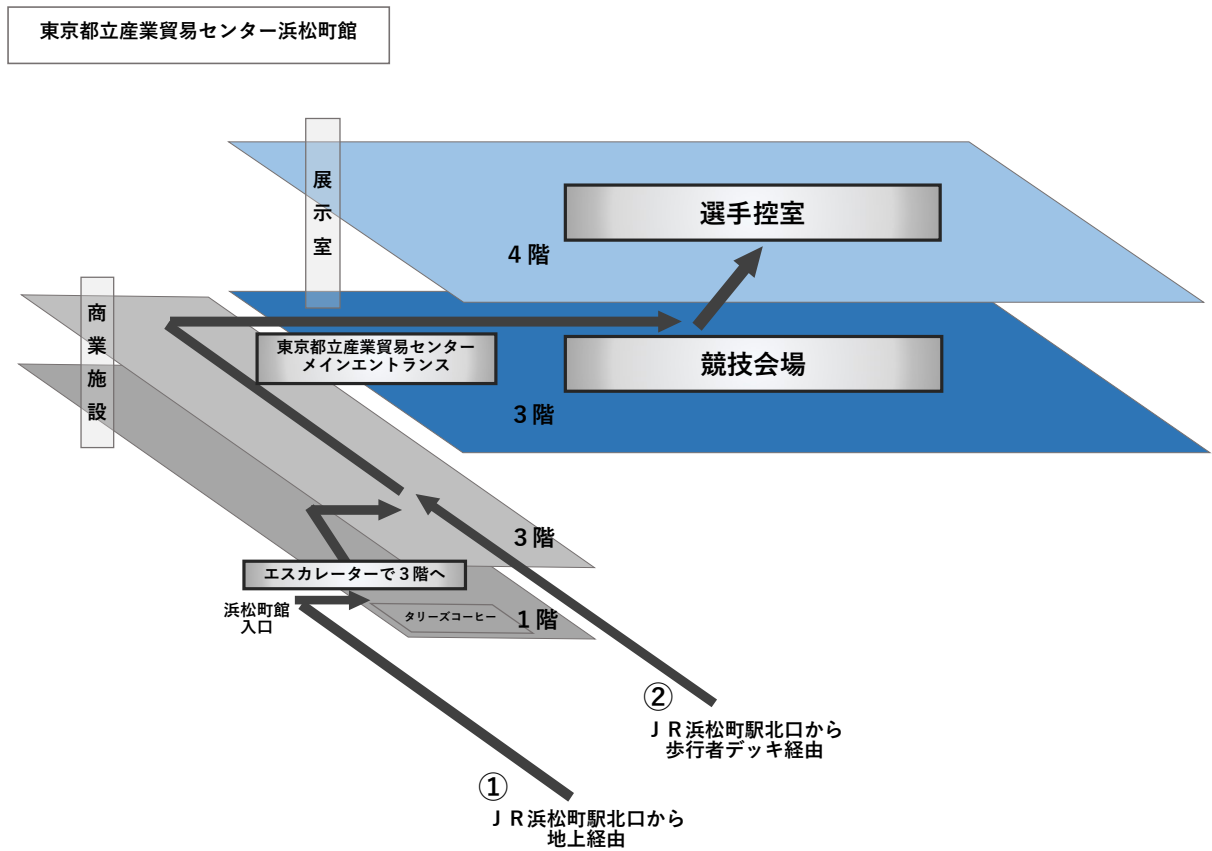 東京都立産業貿易センター浜松町館
展示室
選手控室
4階
商業施設
東京都立産業貿易センター
メインエントランス
競技会場
3階
3階
エスカレーターで3階へ
浜松町館
入口
タリーズコーヒー
1階
②
JR浜松町駅北口から
歩行者デッキ経由
①
JR浜松町駅北口から
地上経由